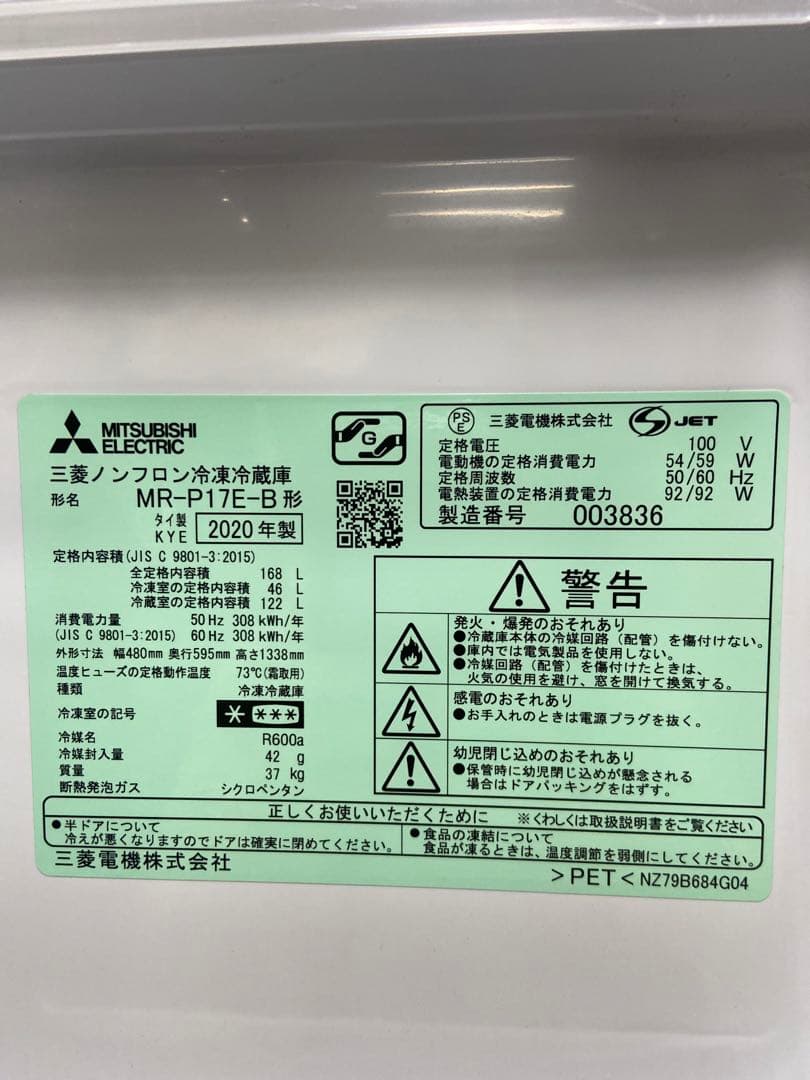 MITSUBISHI
ELECTRIC
三菱ノンフロン冷凍冷蔵庫
形名 MR-P17E-B形
タイ製
KYE 2020年製
定格内容積(JIS C 9801-3:2015)
全定格内容積 168 L
冷凍室の定格内容積 46 L
冷蔵室の定格内容積 122 L
消費電力量 50Hz 308kWh/年
(JIS C 9801-3:2015) 60Hz 308kWh/年
外形寸法 幅480mm 奥行595mm 高さ1338mm
温度ヒューズの定格動作温度 73℃(霜取用)
種類 冷凍冷蔵庫
冷凍室の記号 * ***
冷媒名 R600a
冷媒封入量 42 g
質量 37 kg
断熱発泡ガス シクロペンタン
G
PS
E 三菱電機株式会社 S JET
定格電圧 100 V
電動機の定格消費電力 54/59 W
定格周波数 50/60 Hz
電熱装置の定格消費電力 92/92 W
製造番号 003836
警告
発火・爆発のおそれあり
●冷蔵庫本体の冷媒回路(配管)を傷付けない。
●庫内では電気製品を使用しない。
●冷媒回路(配管)を傷付けたときは、
火気の使用を避け、窓を開けて換気する。
感電のおそれあり
●お手入れのときは電源プラグを抜く。
幼児閉じ込めのおそれあり
●保管時に幼児閉じ込めが懸念される
場合はドアパッキングをはずす。
正しくお使いいただくために ※くわしくは取扱説明書をご覧ください
●半ドアについて
冷えが悪くなりますのでドアは確実に閉めてください。
●食品の凍結について
食品が凍るときは、温度調節を弱側にしてください。
三菱電機株式会社
>PET< NZ79B684G04